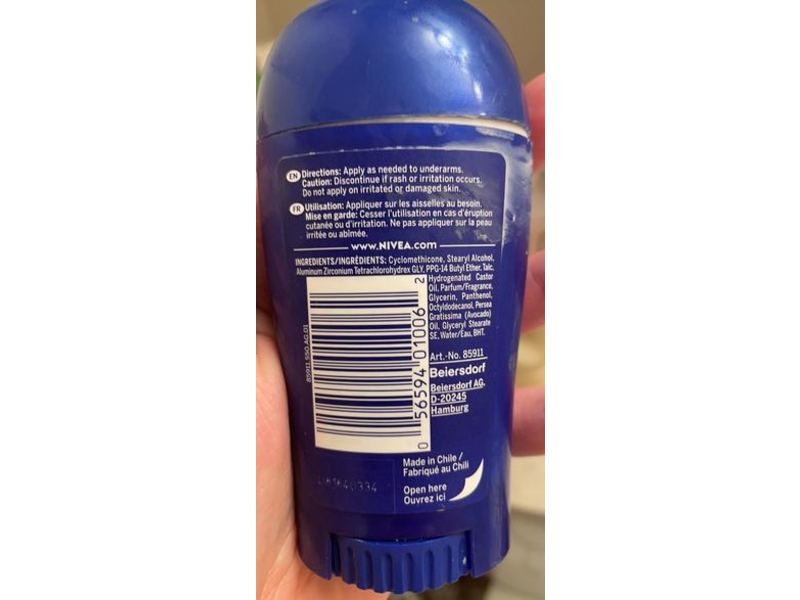 EN Directions: Apply as needed to underarms.
Caution: Discontinue if rash or irritation occurs.
Do not apply on irritated or damaged skin.
FR Utilisation: Appliquer sur les aisselles au besoin.
Mise en garde: Cesser l'utilisation en cas d'éruption
cutanée ou d'irritation. Ne pas appliquer sur la peau
irritée ou abîmée.
www.NIVEA.com
INGREDIENTS/INGRÉDIENTS: Cyclomethicone, Stearyl Alcohol,
Aluminum Zirconium Tetrachlorohydrex GLY, PPG-14 Butyl Ether, Talc,
Hydrogenated Castor
Oil, Parfum/Fragrance,
Glycerin, Panthenol,
Octyldodecanol, Persea
Gratissima (Avocado)
Oil, Glyceryl Stearate
SE, Water/Eau, BHT.
85911.550.AG.01
0 56594 01006 2
Art.-No. 85911
Beiersdorf
Beiersdorf AG,
D-20245
Hamburg
Made in Chile /
Fabriqué au Chili
Open here
Ouvrez ici